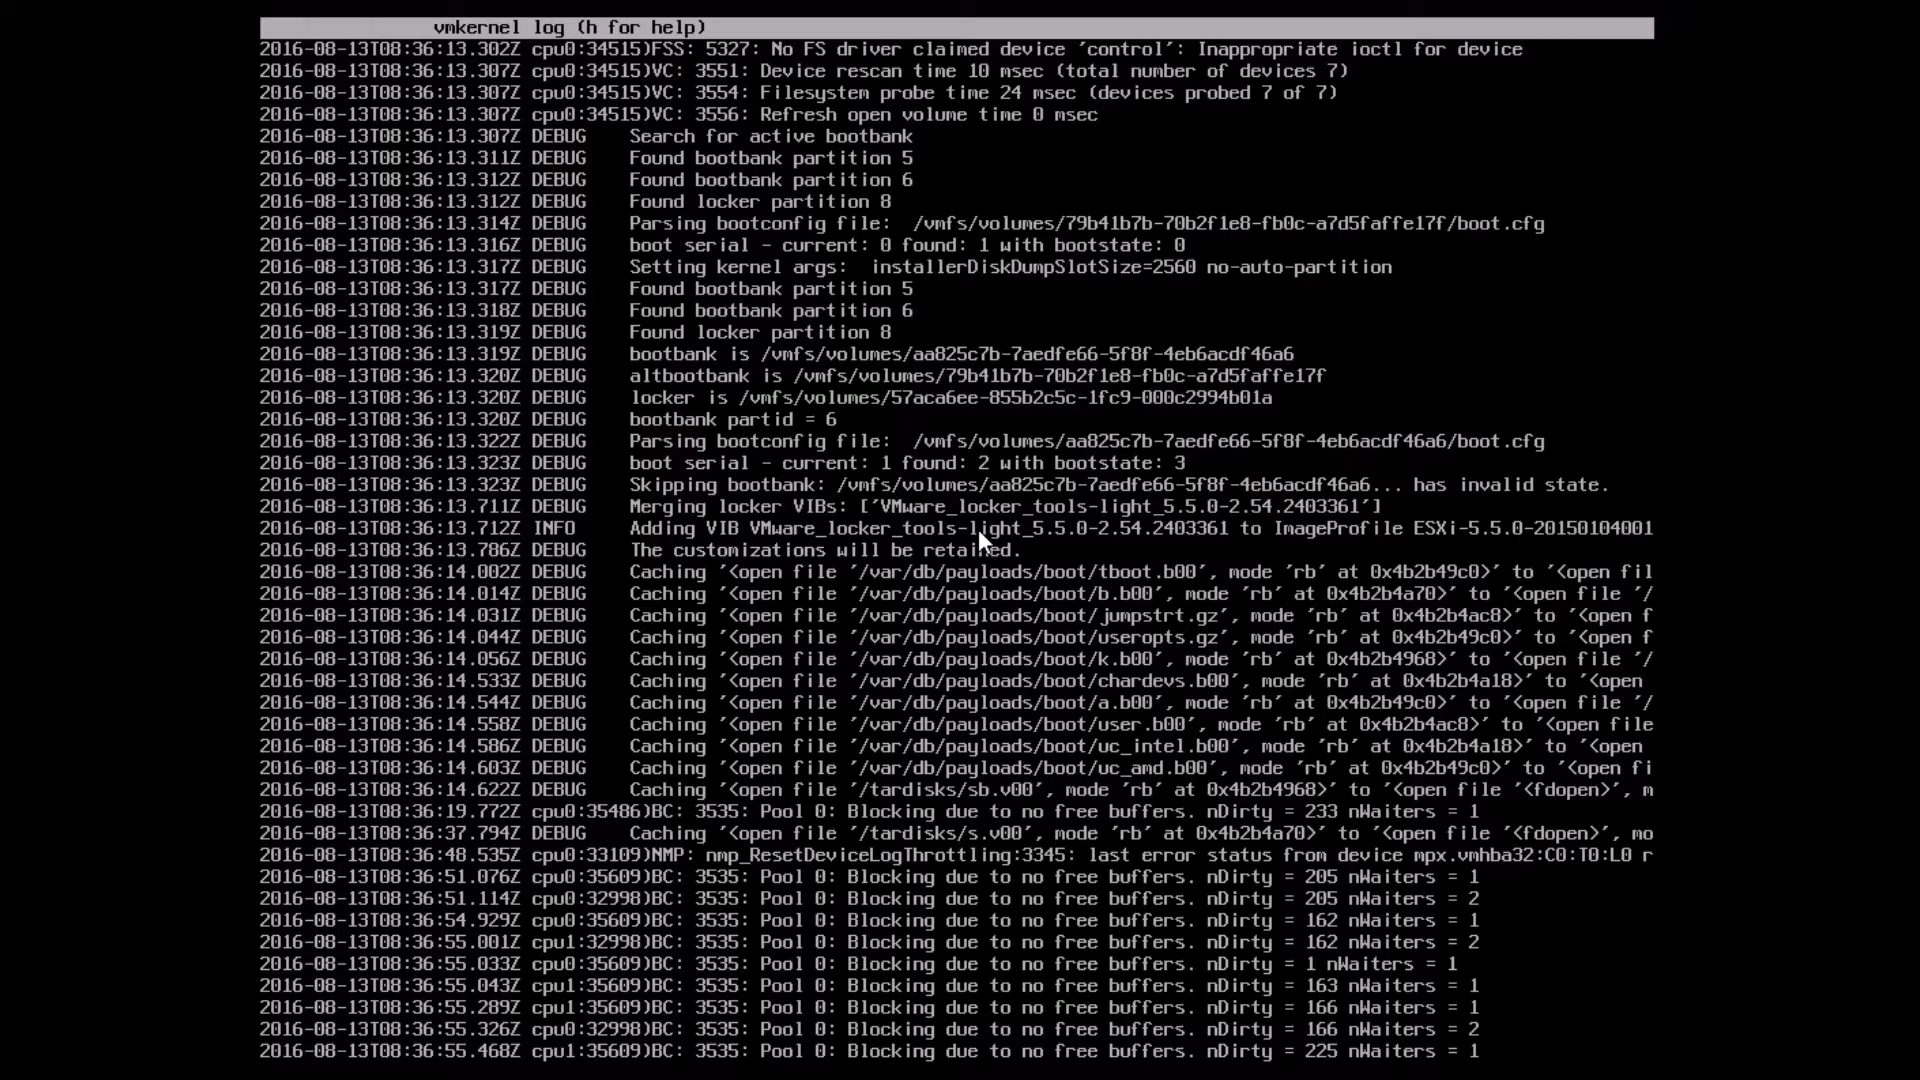 vmkernel log (h for help)
2016-08-13T08:36:13.302Z cpu0:34515)FSS: 5327: No FS driver claimed device 'control': Inappropriate ioctl for device
2016-08-13T08:36:13.307Z cpu0:34515)VC: 3551: Device rescan time 10 msec (total number of devices 7)
2016-08-13T08:36:13.307Z cpu0:34515)VC: 3554: Filesystem probe time 24 msec (devices probed 7 of 7)
2016-08-13T08:36:13.307Z cpu0:34515)VC: 3556: Refresh open volume time 0 msec
2016-08-13T08:36:13.307Z DEBUG    Search for active bootbank
2016-08-13T08:36:13.311Z DEBUG    Found bootbank partition 5
2016-08-13T08:36:13.312Z DEBUG    Found bootbank partition 6
2016-08-13T08:36:13.312Z DEBUG    Found locker partition 8
2016-08-13T08:36:13.314Z DEBUG    Parsing bootconfig file:  /vmfs/volumes/79b41b7b-70b2f1e8-fb0c-a7d5faffe17f/boot.cfg
2016-08-13T08:36:13.316Z DEBUG    boot serial - current: 0 found: 1 with bootstate: 0
2016-08-13T08:36:13.317Z DEBUG    Setting kernel args:  installerDiskDumpSlotSize=2560 no-auto-partition
2016-08-13T08:36:13.317Z DEBUG    Found bootbank partition 5
2016-08-13T08:36:13.318Z DEBUG    Found bootbank partition 6
2016-08-13T08:36:13.319Z DEBUG    Found locker partition 8
2016-08-13T08:36:13.319Z DEBUG    bootbank is /vmfs/volumes/aa825c7b-7aedfe66-5f8f-4eb6acdf46a6
2016-08-13T08:36:13.320Z DEBUG    altbootbank is /vmfs/volumes/79b41b7b-70b2f1e8-fb0c-a7d5faffe17f
2016-08-13T08:36:13.320Z DEBUG    locker is /vmfs/volumes/57aca6ee-855b2c5c-1fc9-000c2994b01a
2016-08-13T08:36:13.320Z DEBUG    bootbank partid = 6
2016-08-13T08:36:13.322Z DEBUG    Parsing bootconfig file:  /vmfs/volumes/aa825c7b-7aedfe66-5f8f-4eb6acdf46a6/boot.cfg
2016-08-13T08:36:13.323Z DEBUG    boot serial - current: 1 found: 2 with bootstate: 3
2016-08-13T08:36:13.323Z DEBUG    Skipping bootbank: /vmfs/volumes/aa825c7b-7aedfe66-5f8f-4eb6acdf46a6... has invalid state.
2016-08-13T08:36:13.711Z DEBUG    Merging locker VIBs: ['VMware_locker_tools-light_5.5.0-2.54.2403361']
2016-08-13T08:36:13.712Z INFO     Adding VIB VMware_locker_tools-light_5.5.0-2.54.2403361 to ImageProfile ESXi-5.5.0-20150104001
2016-08-13T08:36:13.786Z DEBUG    The customizations will be retained.
2016-08-13T08:36:14.002Z DEBUG    Caching '<open file '/var/db/payloads/boot/tboot.b00', mode 'rb' at 0x4b2b49c0>' to '<open fil
2016-08-13T08:36:14.014Z DEBUG    Caching '<open file '/var/db/payloads/boot/b.b00', mode 'rb' at 0x4b2b4a70>' to '<open file '/
2016-08-13T08:36:14.031Z DEBUG    Caching '<open file '/var/db/payloads/boot/jumpstrt.gz', mode 'rb' at 0x4b2b4ac8>' to '<open f
2016-08-13T08:36:14.044Z DEBUG    Caching '<open file '/var/db/payloads/boot/useropts.gz', mode 'rb' at 0x4b2b49c0>' to '<open f
2016-08-13T08:36:14.056Z DEBUG    Caching '<open file '/var/db/payloads/boot/k.b00', mode 'rb' at 0x4b2b4968>' to '<open file '/
2016-08-13T08:36:14.533Z DEBUG    Caching '<open file '/var/db/payloads/boot/chardevs.b00', mode 'rb' at 0x4b2b4a18>' to '<open
2016-08-13T08:36:14.544Z DEBUG    Caching '<open file '/var/db/payloads/boot/a.b00', mode 'rb' at 0x4b2b49c0>' to '<open file '/
2016-08-13T08:36:14.558Z DEBUG    Caching '<open file '/var/db/payloads/boot/user.b00', mode 'rb' at 0x4b2b4ac8>' to '<open file
2016-08-13T08:36:14.586Z DEBUG    Caching '<open file '/var/db/payloads/boot/uc_intel.b00', mode 'rb' at 0x4b2b4a18>' to '<open
2016-08-13T08:36:14.603Z DEBUG    Caching '<open file '/var/db/payloads/boot/uc_amd.b00', mode 'rb' at 0x4b2b49c0>' to '<open fi
2016-08-13T08:36:14.622Z DEBUG    Caching '<open file '/tardisks/sb.v00', mode 'rb' at 0x4b2b4968>' to '<open file '<fdopen>', m
2016-08-13T08:36:19.772Z cpu0:35486)BC: 3535: Pool 0: Blocking due to no free buffers. nDirty = 233 nWaiters = 1
2016-08-13T08:36:37.794Z DEBUG    Caching '<open file '/tardisks/s.v00', mode 'rb' at 0x4b2b4a70>' to '<open file '<fdopen>', mo
2016-08-13T08:36:48.535Z cpu0:33109)NMP: nmp_ResetDeviceLogThrottling:3345: last error status from device mpx.vmhba32:C0:T0:L0 r
2016-08-13T08:36:51.076Z cpu0:35609)BC: 3535: Pool 0: Blocking due to no free buffers. nDirty = 205 nWaiters = 1
2016-08-13T08:36:51.114Z cpu0:32998)BC: 3535: Pool 0: Blocking due to no free buffers. nDirty = 205 nWaiters = 2
2016-08-13T08:36:54.929Z cpu0:35609)BC: 3535: Pool 0: Blocking due to no free buffers. nDirty = 162 nWaiters = 1
2016-08-13T08:36:55.001Z cpu1:32998)BC: 3535: Pool 0: Blocking due to no free buffers. nDirty = 162 nWaiters = 2
2016-08-13T08:36:55.033Z cpu0:35609)BC: 3535: Pool 0: Blocking due to no free buffers. nDirty = 1 nWaiters = 1
2016-08-13T08:36:55.043Z cpu1:35609)BC: 3535: Pool 0: Blocking due to no free buffers. nDirty = 163 nWaiters = 1
2016-08-13T08:36:55.289Z cpu1:35609)BC: 3535: Pool 0: Blocking due to no free buffers. nDirty = 166 nWaiters = 1
2016-08-13T08:36:55.326Z cpu0:32998)BC: 3535: Pool 0: Blocking due to no free buffers. nDirty = 166 nWaiters = 2
2016-08-13T08:36:55.468Z cpu1:35609)BC: 3535: Pool 0: Blocking due to no free buffers. nDirty = 225 nWaiters = 1